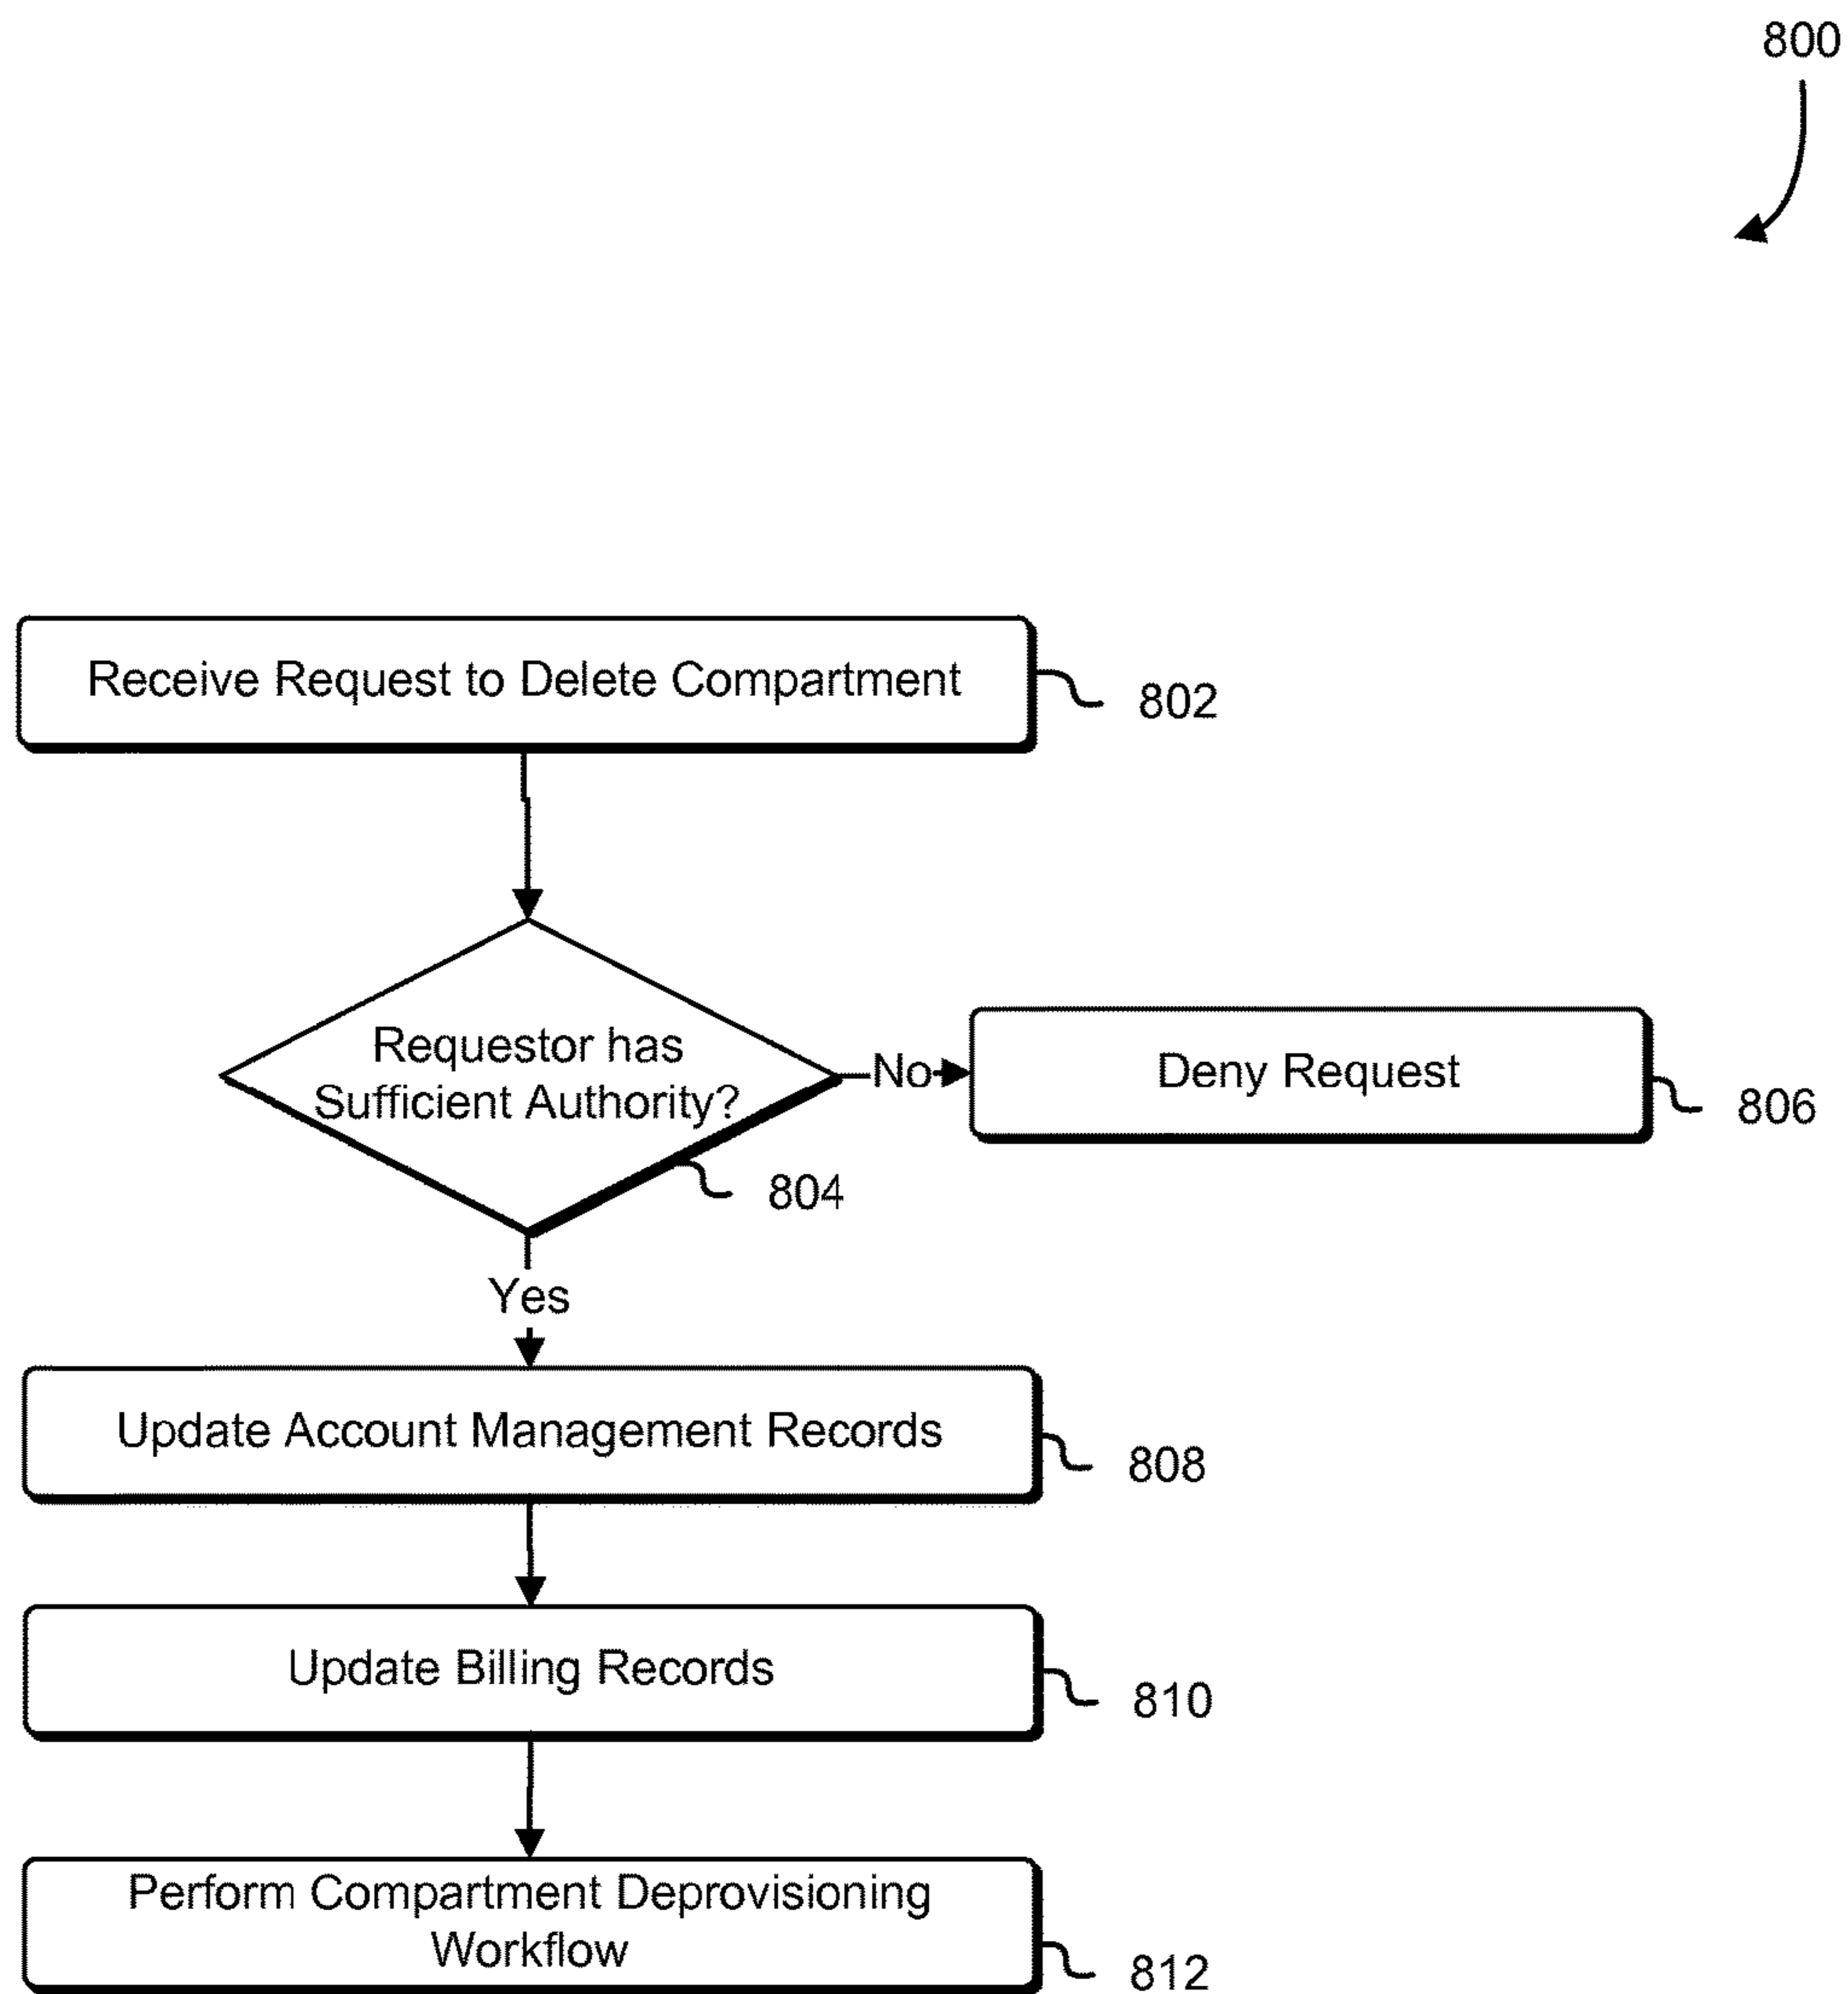 800
Receive Request to Delete Compartment
802
Requestor has
Sufficient Authority?
No
Deny Request
806
804
Yes
Update Account Management Records
808
Update Billing Records
810
Perform Compartment Deprovisioning
Workflow
812